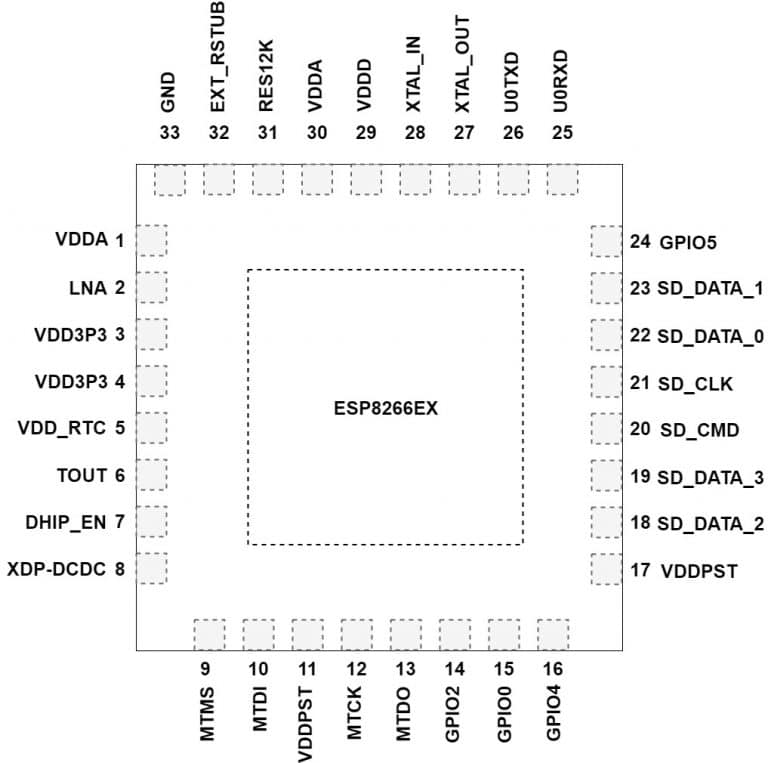 GND
EXT_RSTUB
RES12K
VDDA
VDDD
XTAL_IN
XTAL_OUT
U0TXD
U0RXD
33 32 31 30 29 28 27 26 25
VDDA 1
LNA 2
VDD3P3 3
VDD3P3 4
VDD_RTC 5
TOUT 6
DHIP_EN 7
XDP-DCDC 8
ESP8266EX
24 GPIO5
23 SD_DATA_1
22 SD_DATA_0
21 SD_CLK
20 SD_CMD
19 SD_DATA_3
18 SD_DATA_2
17 VDDPST
9 10 11 12 13 14 15 16
MTMS
MTDI
VDDPST
MTCK
MTDO
GPIO2
GPIO0
GPIO4